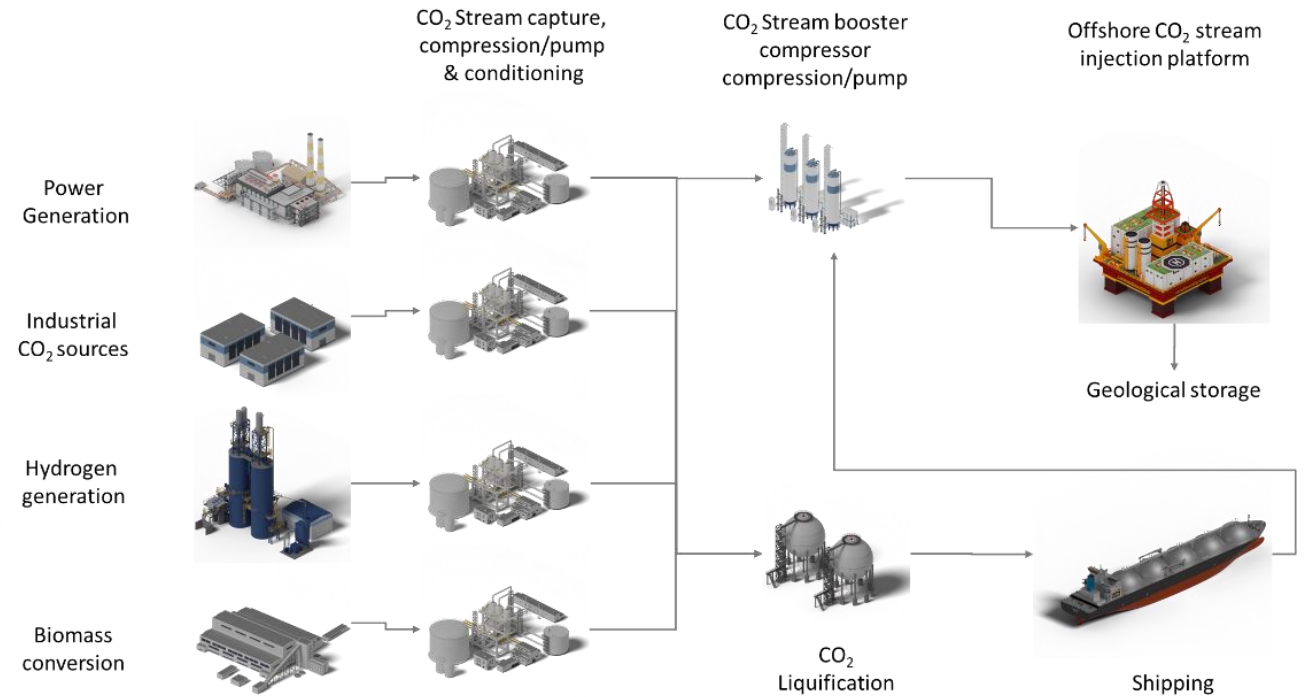 CO₂ Stream capture,
compression/pump
& conditioning
CO₂ Stream booster
compressor
compression/pump
Offshore CO₂ stream
injection platform
Power
Generation
Industrial
CO₂ sources
Geological storage
Hydrogen
generation
Biomass
conversion
CO₂
Liquification
Shipping